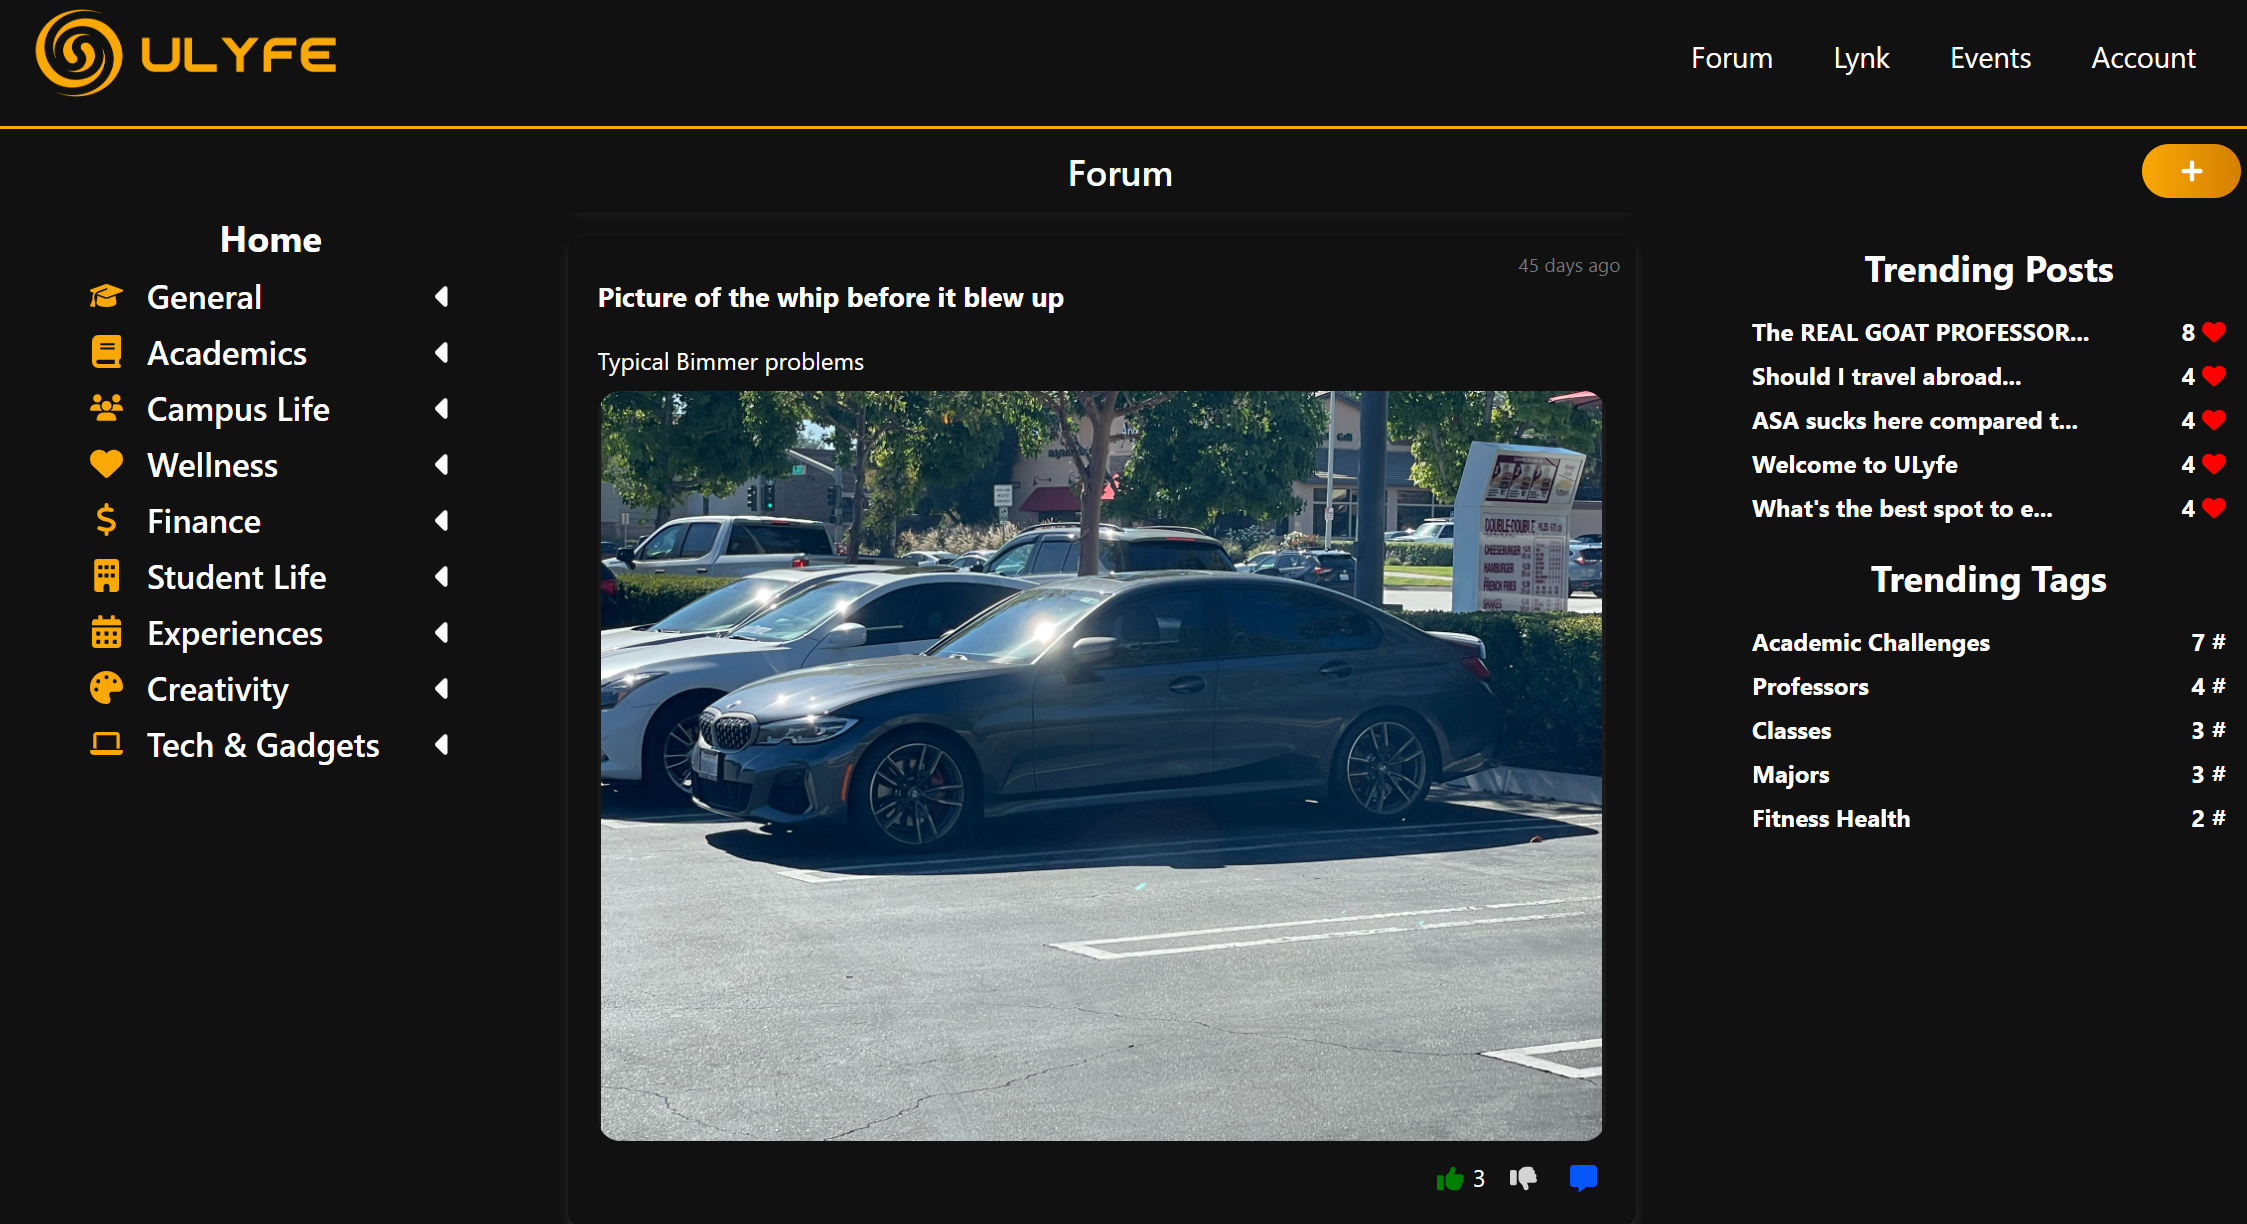 ULYFE
Forum Lynk Events Account
Forum
+
Home
General
Academics
Campus Life
Wellness
Finance
Student Life
Experiences
Creativity
Tech & Gadgets
45 days ago
Picture of the whip before it blew up
Typical Bimmer problems
Grill
DOUBLE-DOUBLE
CHEESEBURGER
HAMBURGER
FRENCH FRIES
SHAKES
3
Trending Posts
The REAL GOAT PROFESSOR... 8
Should I travel abroad... 4
ASA sucks here compared t... 4
Welcome to ULyfe 4
What's the best spot to e... 4
Trending Tags
Academic Challenges 7 #
Professors 4 #
Classes 3 #
Majors 3 #
Fitness Health 2 #